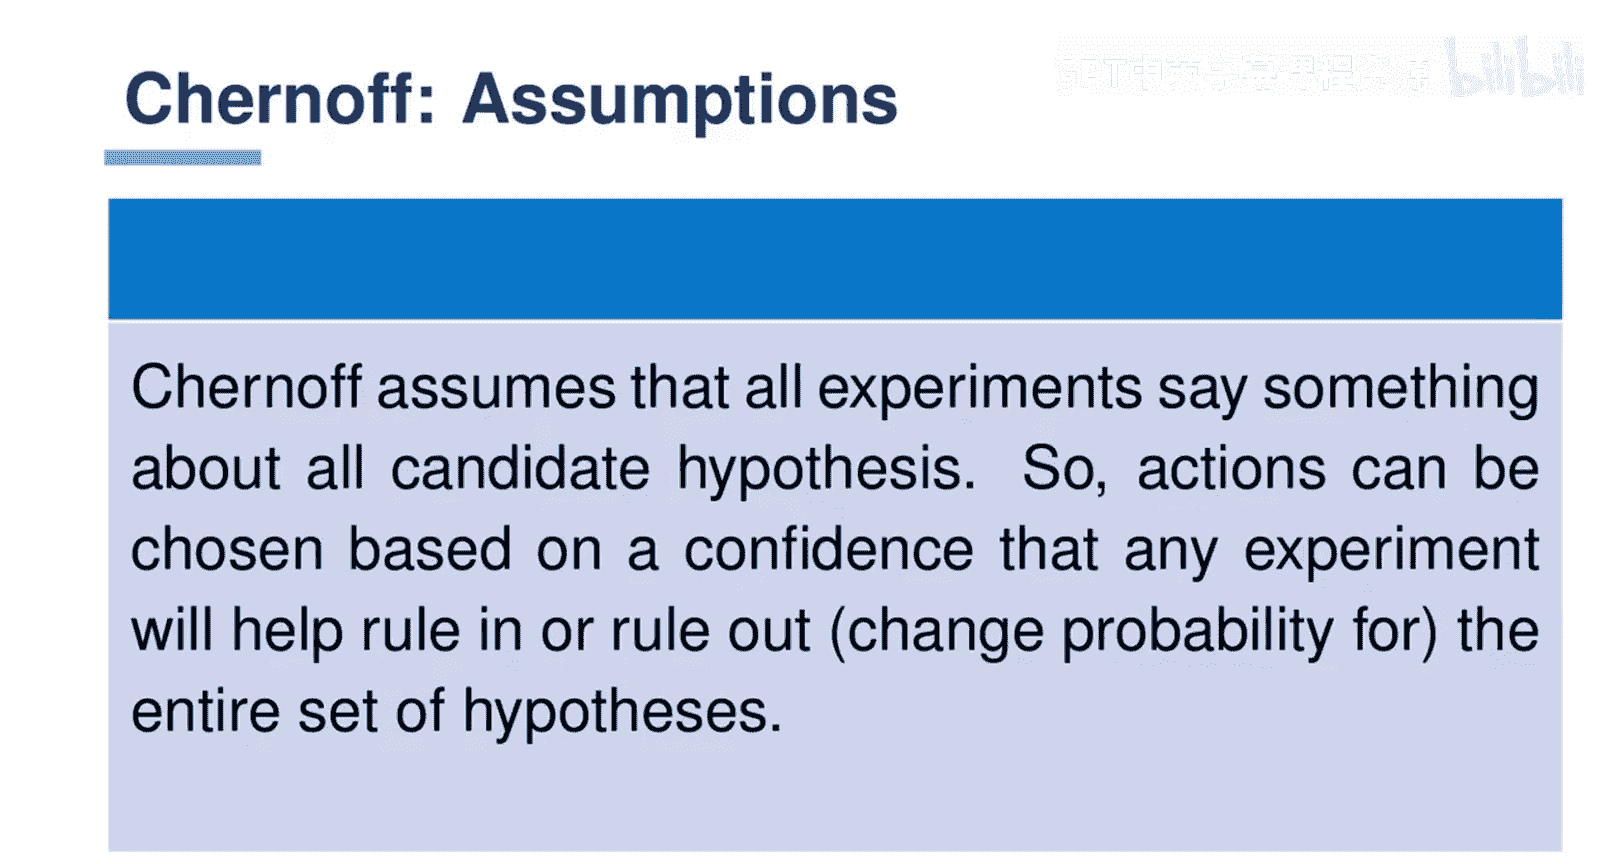 Chernoff: Assumptions
bilibili
Chernoff assumes that all experiments say something
about all candidate hypothesis. So, actions can be
chosen based on a confidence that any experiment
will help rule in or rule out (change probability for) the
entire set of hypotheses.